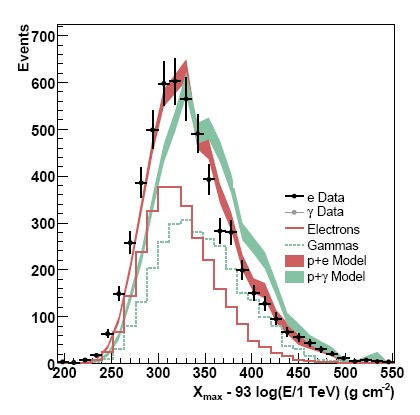 Events
700
600
500
400
300
200
100
0
e Data
γ Data
Electrons
Gammas
p+e Model
p+γ Model
200 250 300 350 400 450 500 550
Xmax - 93 log(E/1 TeV) (g cm-2)